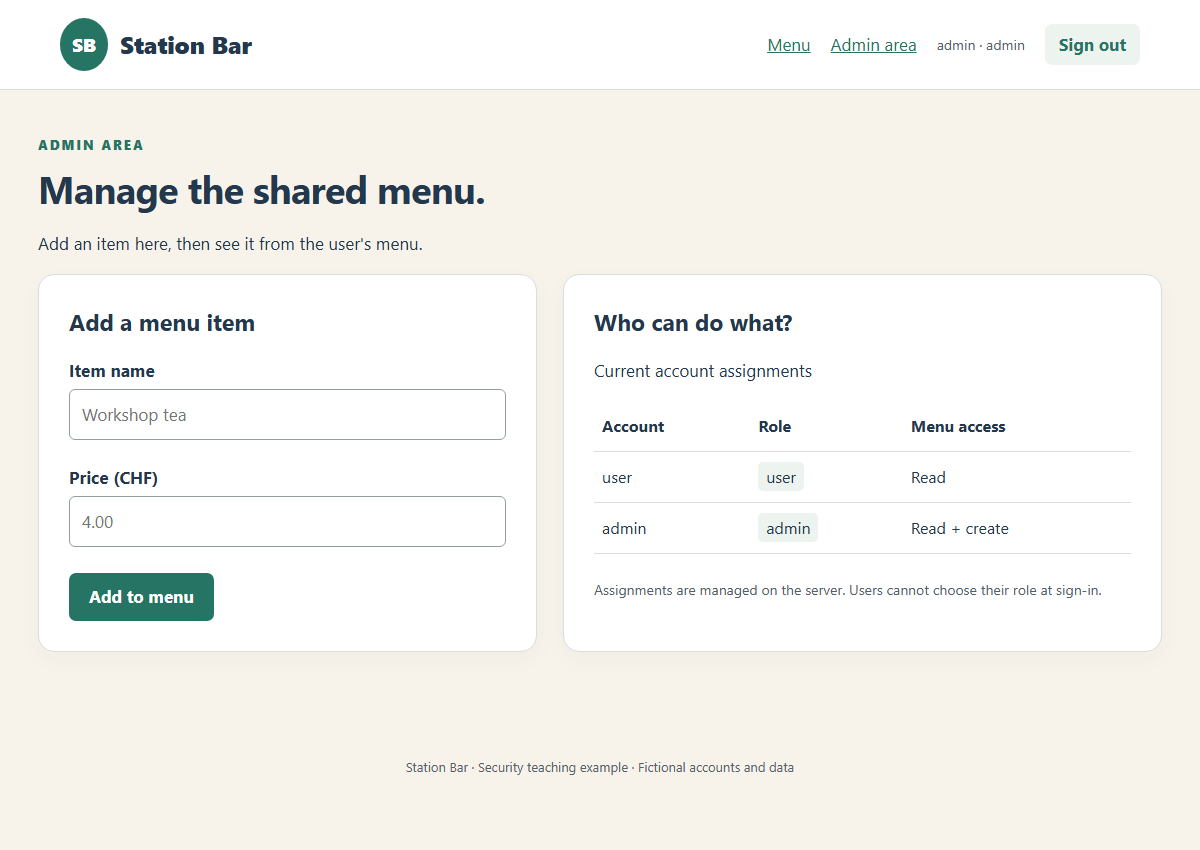 SB
Station Bar
Menu
Admin area
admin · admin
Sign out
ADMIN AREA
Manage the shared menu.
Add an item here, then see it from the user's menu.
Add a menu item
Item name
Workshop tea
Price (CHF)
4.00
Add to menu
Who can do what?
Current account assignments
Account Role Menu access
user user Read
admin admin Read + create
Assignments are managed on the server. Users cannot choose their role at sign-in.
Station Bar · Security teaching example · Fictional accounts and data